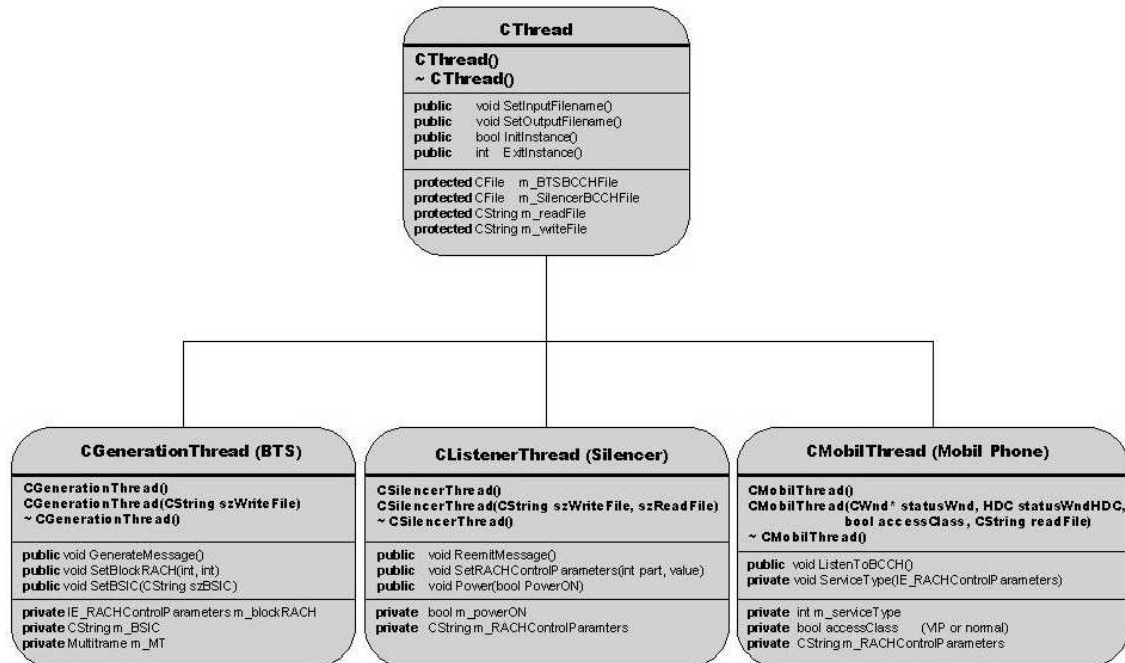 CThread
CThread()
~ CThread()
public void SetInputFilename()
public void SetOutputFilename()
public bool InitInstance()
public int ExitInstance()
protected CFile m_BTSBCCHFile
protected CFile m_SilencerBCCHFile
protected CString m_readFile
protected CString m_writeFile
CGenerationThread (BTS)
CGenerationThread()
CGenerationThread(CString szWriteFile)
~ CGenerationThread()
public void GenerateMessage()
public void SetBlockRACH(int, int)
public void SetBSIC(CString szBSIC)
private IE_RACHControlParameters m_blockRACH
private CString m_BSIC
private Multitrame m_MT
CListenerThread (Silencer)
CSilencerThread()
CSilencerThread(CString szWriteFile, szReadFile)
~ CSilencerThread()
public void ReemitMessage()
public void SetRACHControlParameters(int part, value)
public void Power(bool PowerON)
private bool m_powerON
private CString m_RACHControlParamters
CMobilThread (Mobil Phone)
CMobilThread()
CMobilThread(CWnd* statusWnd, HDC statusWndHDC,
bool accessClass, CString readFile)
~ CMobilThread()
public void ListenToBCCH()
private void ServiceType(IE_RACHControlParameters)
private int m_serviceType
private bool accessClass (VIP or normal)
private CString m_RACHControlParameters